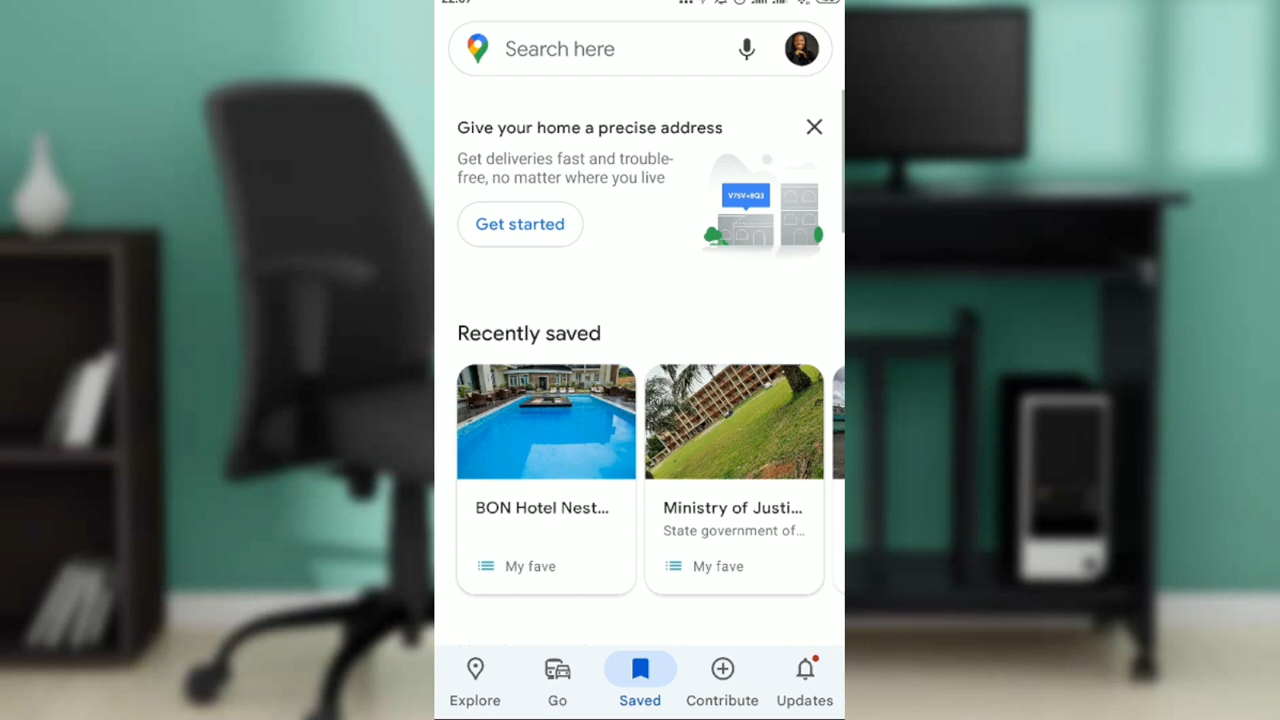 Search here
Give your home a precise address
Get deliveries fast and trouble-
free, no matter where you live
V75V+8Q3
Get started
Recently saved
BON Hotel Nest...
Ministry of Justi...
State government of...
My fave
My fave
Explore
Go
Saved
Contribute
Updates